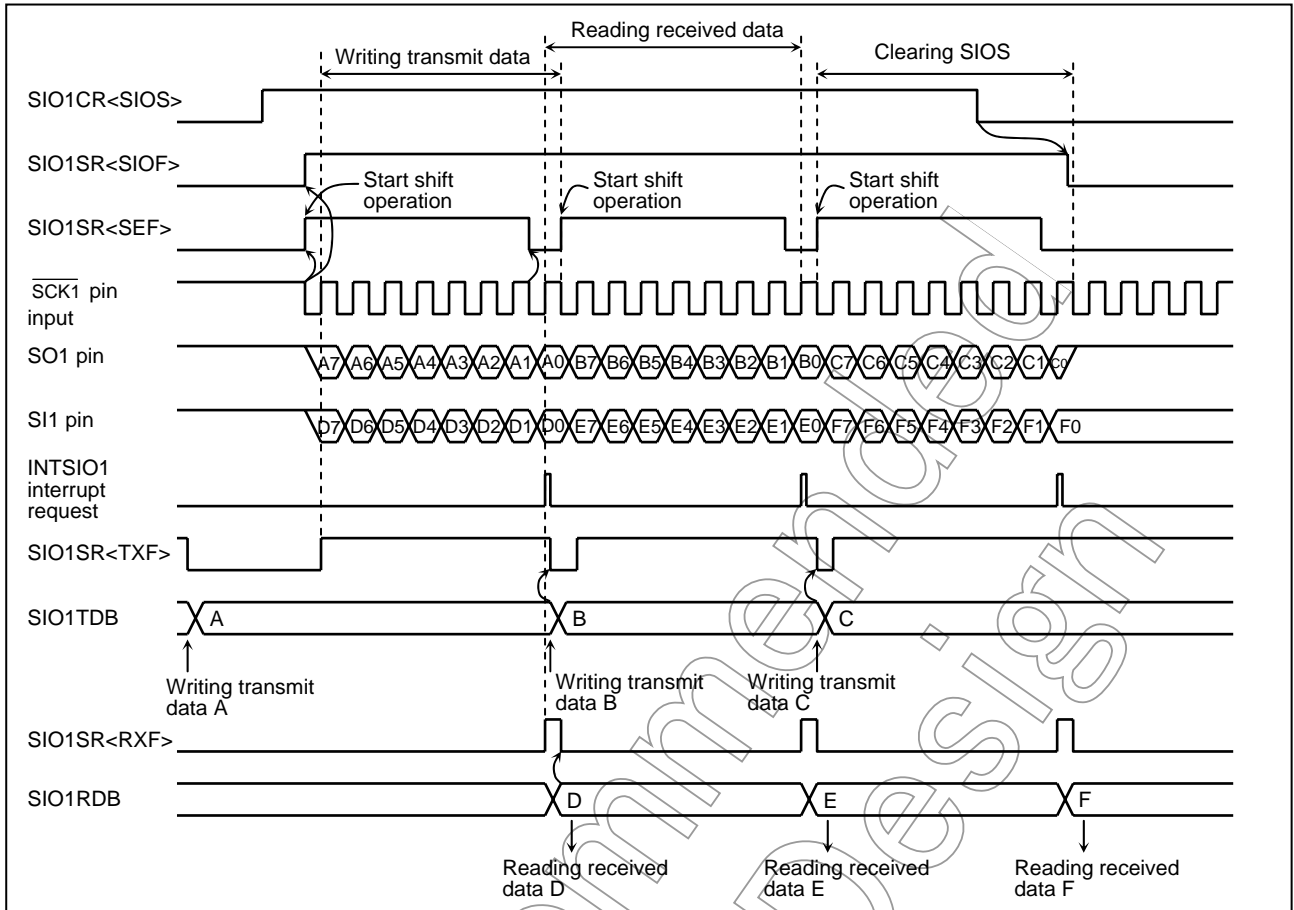 Reading received data
Writing transmit data
Clearing SIOS
SIO1CR<SIOS>
SIO1SR<SIOF>
Start shift
operation
Start shift
operation
Start shift
operation
SIO1SR<SEF>
SCK1 pin
input
SO1 pin
A7 A6 A5 A4 A3 A2 A1 A0 B7 B6 B5 B4 B3 B2 B1 B0 C7 C6 C5 C4 C3 C2 C1 C0
SI1 pin
D7 D6 D5 D4 D3 D2 D1 D0 E7 E6 E5 E4 E3 E2 E1 E0 F7 F6 F5 F4 F3 F2 F1 F0
INTSIO1
interrupt
request
SIO1SR<TXF>
SIO1TDB
A B C
Writing transmit
data A
Writing transmit
data B
Writing transmit
data C
SIO1SR<RXF>
SIO1RDB
D E F
Reading received
data D
Reading received
data E
Reading received
data F
ommended
Design